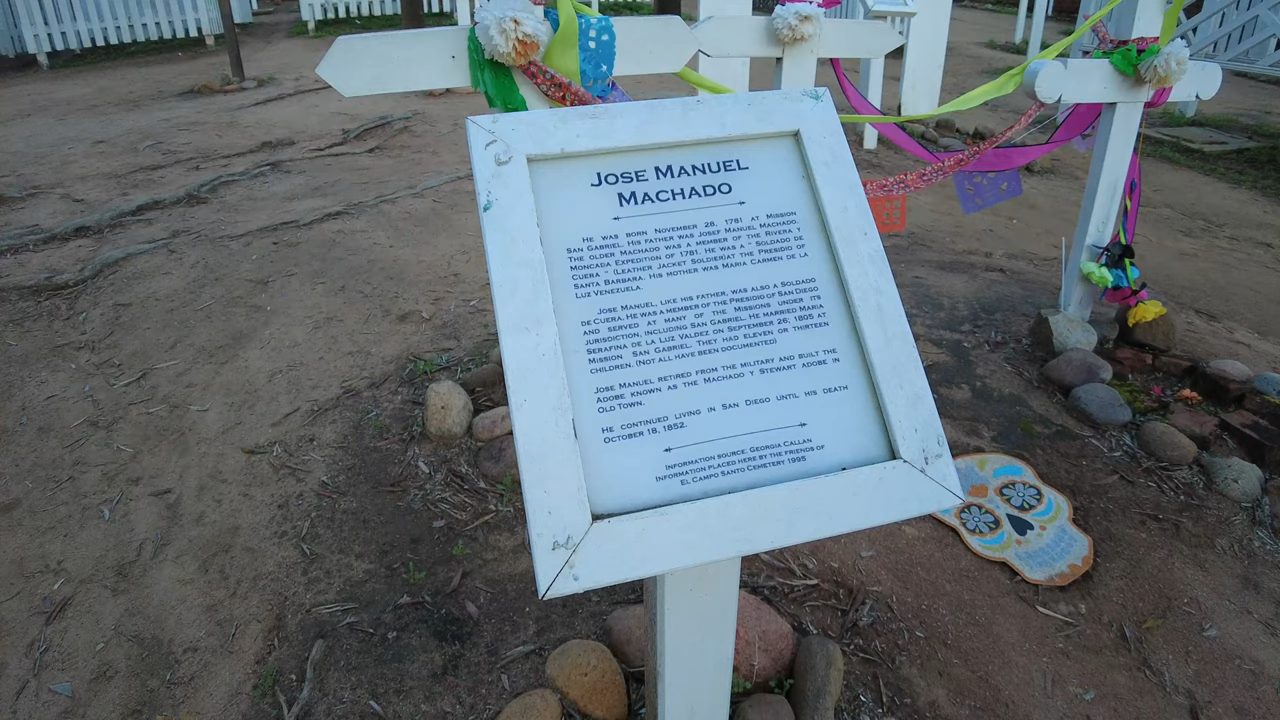 JOSE MANUEL
MACHADO
HE WAS BORN NOVEMBER 28, 1781 AT MISSION
SAN GABRIEL. HIS FATHER WAS JOSEF MANUEL MACHADO.
THE OLDER MACHADO WAS A MEMBER OF THE RIVERA Y
MONCADA EXPEDITION OF 1781. HE WAS A " SOLDADO DE
CUERA " (LEATHER JACKET SOLDIER)AT THE PRESIDIO OF
SANTA BARBARA. HIS MOTHER WAS MARIA CARMEN DE LA
LUZ VENEZUELA.
JOSE MANUEL, LIKE HIS FATHER, WAS ALSO A SOLDADO
DE CUERA. HE WAS A MEMBER OF THE PRESIDIO OF SAN DIEGO
AND SERVED AT MANY OF THE MISSIONS UNDER ITS
JURISDICTION, INCLUDING SAN GABRIEL. HE MARRIED MARIA
SERAFINA DE LA LUZ VALDEZ ON SEPTEMBER 26, 1805 AT
MISSION SAN GABRIEL. THEY HAD ELEVEN OR THIRTEEN
CHILDREN. (NOT ALL HAVE BEEN DOCUMENTED)
JOSE MANUEL RETIRED FROM THE MILITARY AND BUILT THE
ADOBE KNOWN AS THE MACHADO Y STEWART ADOBE IN
OLD TOWN.
HE CONTINUED LIVING IN SAN DIEGO UNTIL HIS DEATH
OCTOBER 18, 1852.
INFORMATION SOURCE: GEORGIA CALLAN
INFORMATION PLACED HERE BY THE FRIENDS OF
EL CAMPO SANTO CEMETERY 1995